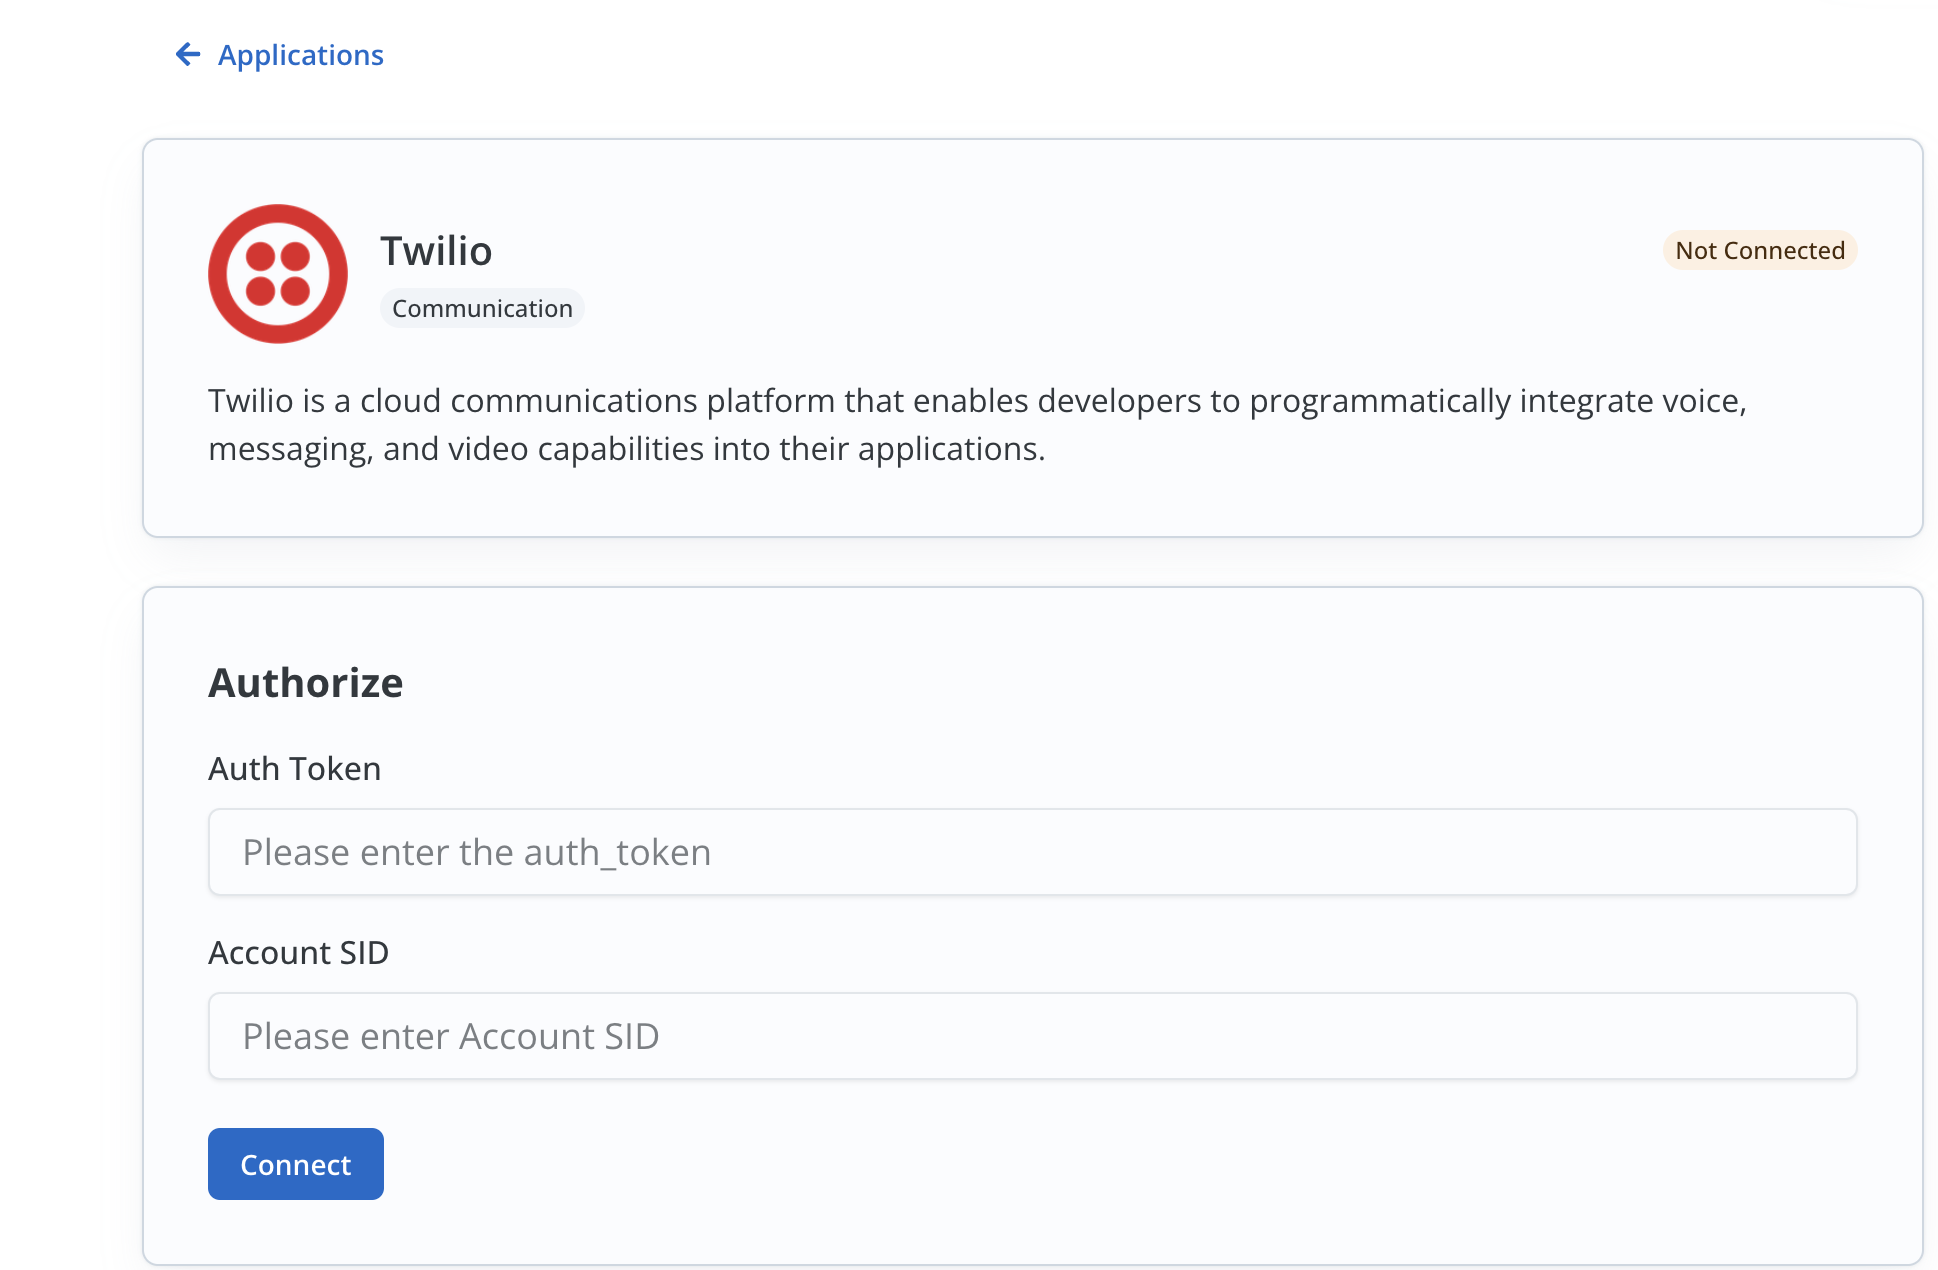 Applications
Twilio
Not Connected
Communication
Twilio is a cloud communications platform that enables developers to programmatically integrate voice,
messaging, and video capabilities into their applications.
Authorize
Auth Token
Please enter the auth_token
Account SID
Please enter Account SID
Connect